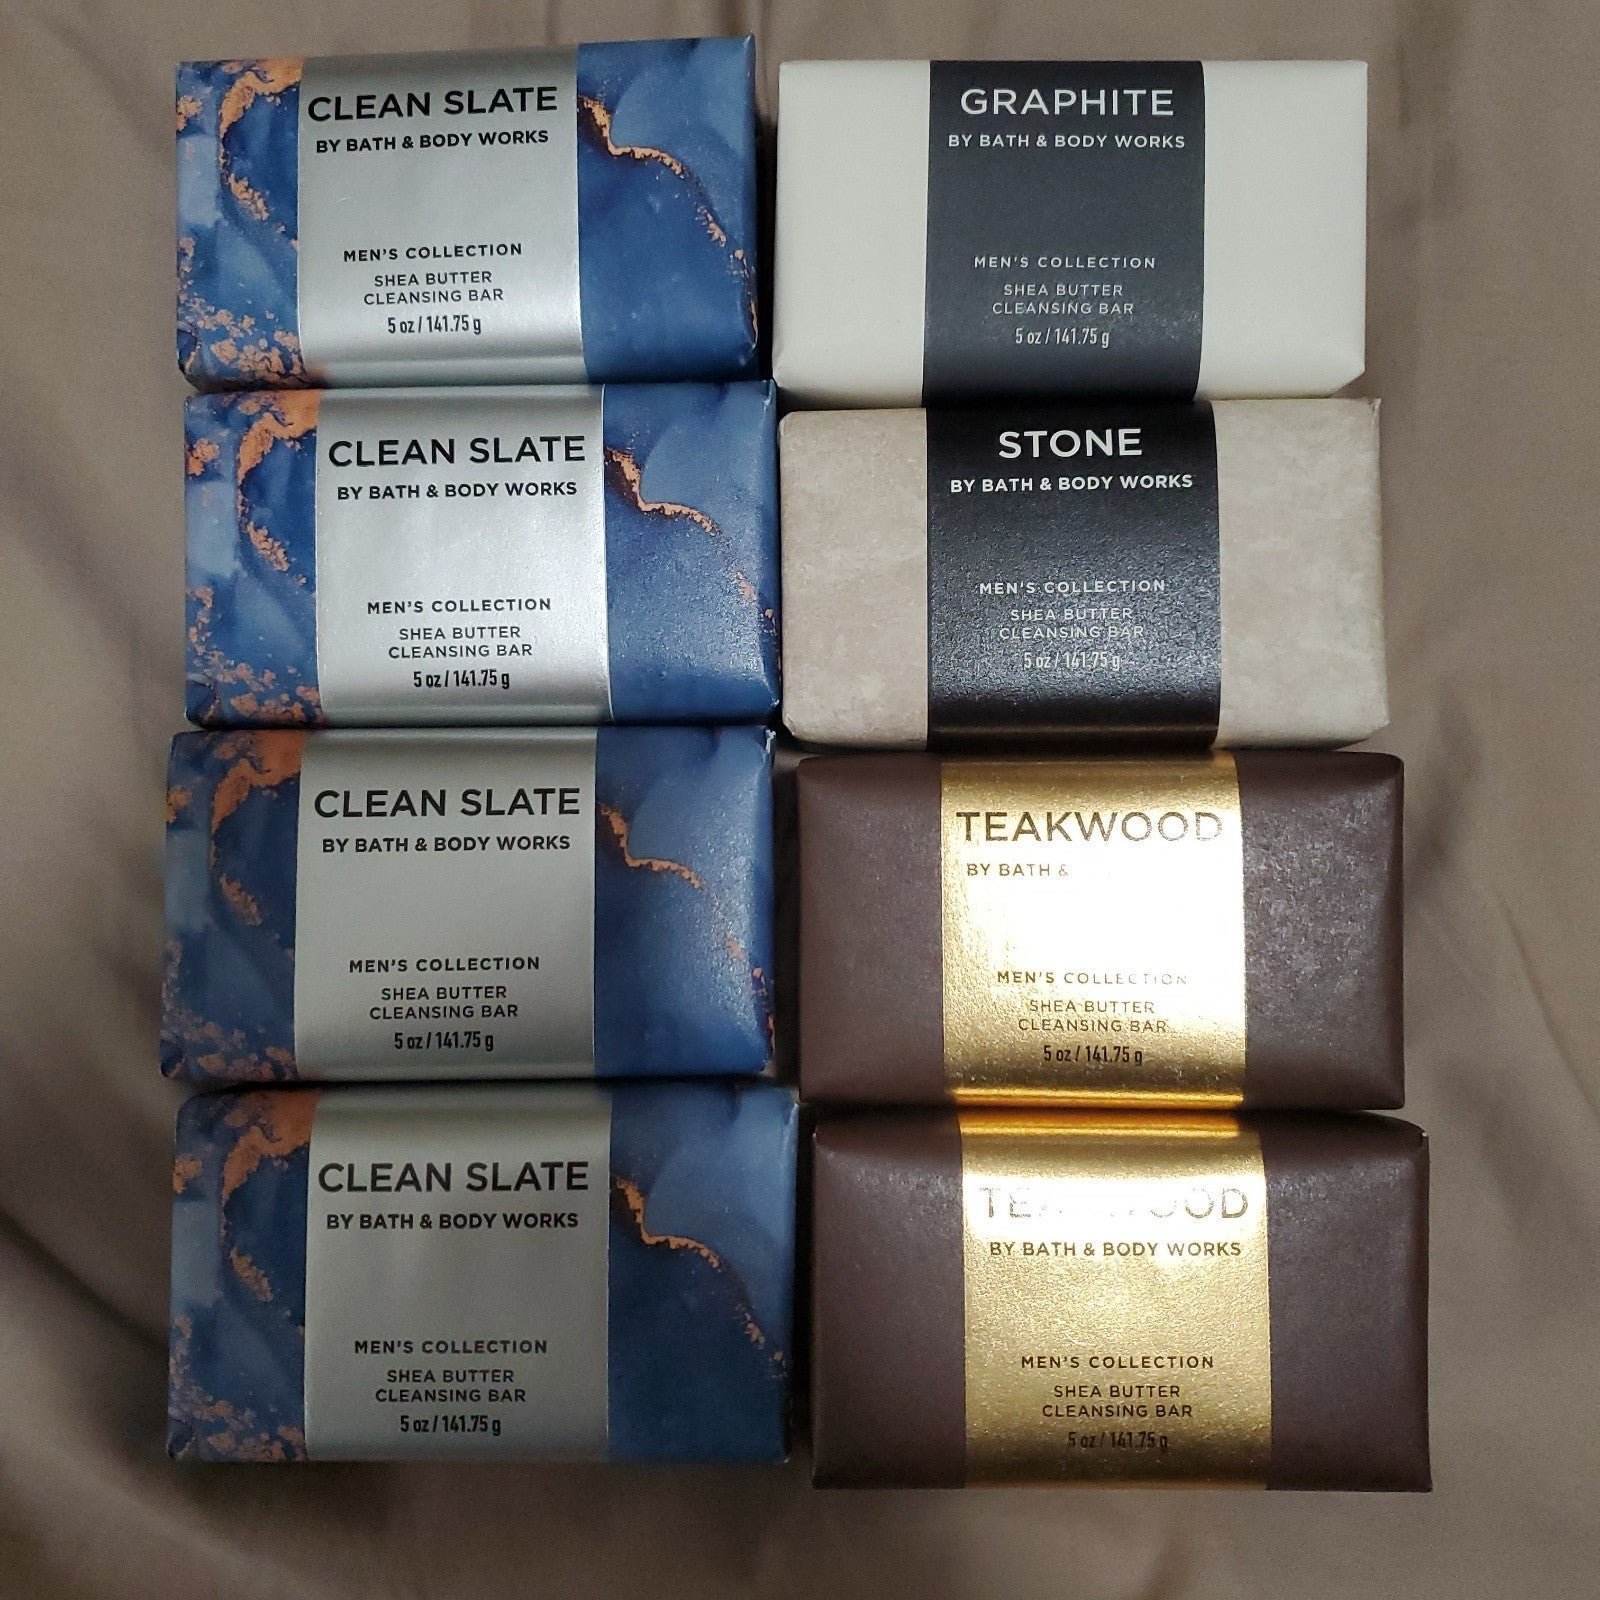 CLEAN SLATE
BY BATH & BODY WORKS
MEN'S COLLECTION
SHEA BUTTER
CLEANSING BAR
5 oz / 141.75 g
CLEAN SLATE
BY BATH & BODY WORKS
MEN'S COLLECTION
SHEA BUTTER
CLEANSING BAR
5 oz / 141.75 g
CLEAN SLATE
BY BATH & BODY WORKS
MEN'S COLLECTION
SHEA BUTTER
CLEANSING BAR
5 oz / 141.75 g
CLEAN SLATE
BY BATH & BODY WORKS
MEN'S COLLECTION
SHEA BUTTER
CLEANSING BAR
5 oz / 141.75 g
GRAPHITE
BY BATH & BODY WORKS
MEN'S COLLECTION
SHEA BUTTER
CLEANSING BAR
5 oz / 141.75 g
STONE
BY BATH & BODY WORKS
MEN'S COLLECTION
SHEA BUTTER
CLEANSING BAR
5 oz / 141.75 g
TEAKWOOD
BY BATH &
MEN'S COLLECTION
SHEA BUTTER
CLEANSING BAR
5 oz / 141.75 g
BY BATH & BODY WORKS
MEN'S COLLECTION
SHEA BUTTER
CLEANSING BAR
5 oz / 141.75 g